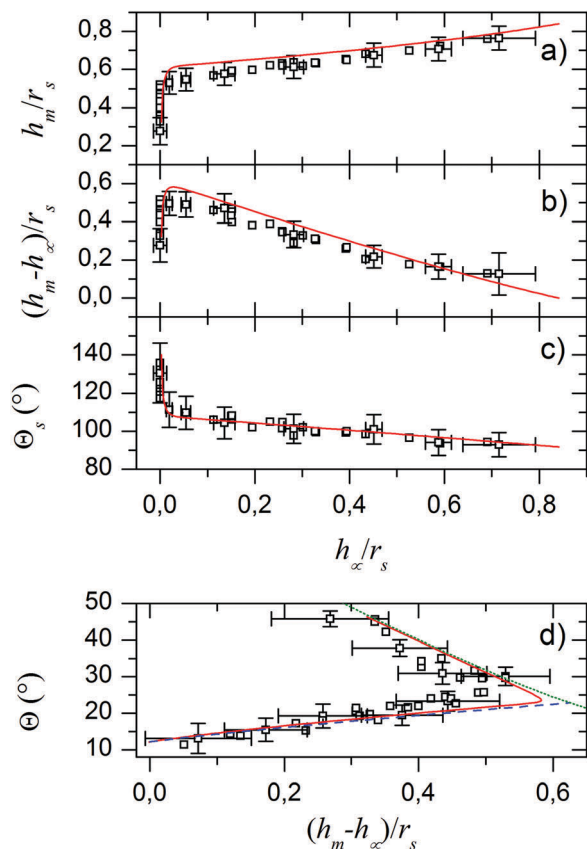 0,8
0,6
0,4
0,2
h_m/r_s
a)
0,6
0,4
0,2
0,0
(h_m-h_∝)/r_s
b)
140
120
100
80
Θ_s (°)
c)
0,0 0,2 0,4 0,6 0,8
h_∝/r_s
50
40
30
20
10
Θ (°)
d)
0,0 0,2 0,4 0,6
(h_m-h_∝)/r_s